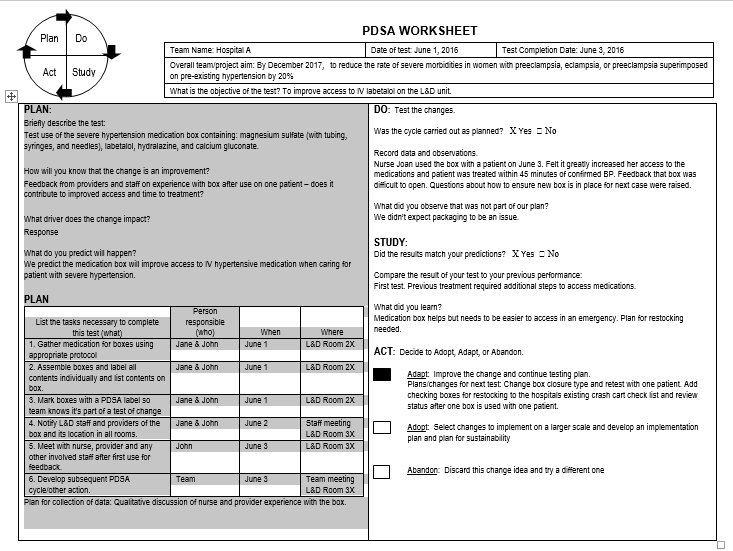 PDSA WORKSHEET
Plan
Do
Act
Study
Team Name: Hospital A
Date of test: June 1, 2016
Test Completion Date: June 3, 2016
Overall team/project aim: By December 2017, to reduce the rate of severe morbidities in women with preeclampsia, eclampsia, or preeclampsia superimposed
on pre-existing hypertension by 20%
What is the objective of the test? To improve access to IV labetalol on the L&D unit.
PLAN:
Briefly describe the test:
Test use of the severe hypertension medication box containing: magnesium sulfate (with tubing,
syringes, and needles), labetalol, hydralazine, and calcium gluconate.
How will you know that the change is an improvement?
Feedback from providers and staff on experience with box after use on one patient – does it
contribute to improved access and time to treatment?
What driver does the change impact?
Response
What do you predict will happen?
We predict the medication box will improve access to IV hypertensive medication when caring for
patient with severe hypertension.
PLAN
List the tasks necessary to complete
this test (what)
Person
responsible
(who)
When
Where
1. Gather medication for boxes using
appropriate protocol
Jane & John
June 1
L&D Room 2X
2. Assemble boxes and label all
contents individually and list contents on
box.
Jane & John
June 1
L&D Room 2X
3. Mark boxes with a PDSA label so
team knows it's part of a test of change
Jane & John
June 1
L&D Room 2X
4. Notify L&D staff and providers of the
box and its location in all rooms.
Jane & John
June 2
Staff meeting
L&D Room 3X
5. Meet with nurse, provider and any
other involved staff after first use for
feedback.
John
June 3
L&D Room 3X
6. Develop subsequent PDSA
cycle/other action.
Team
June 3
Team meeting
L&D Room 3X
Plan for collection of data: Qualitative discussion of nurse and provider experience with the box.
DO: Test the changes.
Was the cycle carried out as planned? X Yes □ No
Record data and observations.
Nurse Joan used the box with a patient on June 3. Felt it greatly increased her access to the
medications and patient was treated within 45 minutes of confirmed BP. Feedback that box was
difficult to open. Questions about how to ensure new box is in place for next case were raised.
What did you observe that was not part of our plan?
We didn't expect packaging to be an issue.
STUDY:
Did the results match your predictions? X Yes □ No
Compare the result of your test to your previous performance:
First test. Previous treatment required additional steps to access medications.
What did you learn?
Medication box helps but needs to be easier to access in an emergency. Plan for restocking
needed.
ACT: Decide to Adopt, Adapt, or Abandon.
Adapt: Improve the change and continue testing plan.
Plans/changes for next test: Change box closure type and retest with one patient. Add
checking boxes for restocking to the hospitals existing crash cart check list and review
status after one box is used with one patient.
Adopt: Select changes to implement on a larger scale and develop an implementation
plan and plan for sustainability
Abandon: Discard this change idea and try a different one